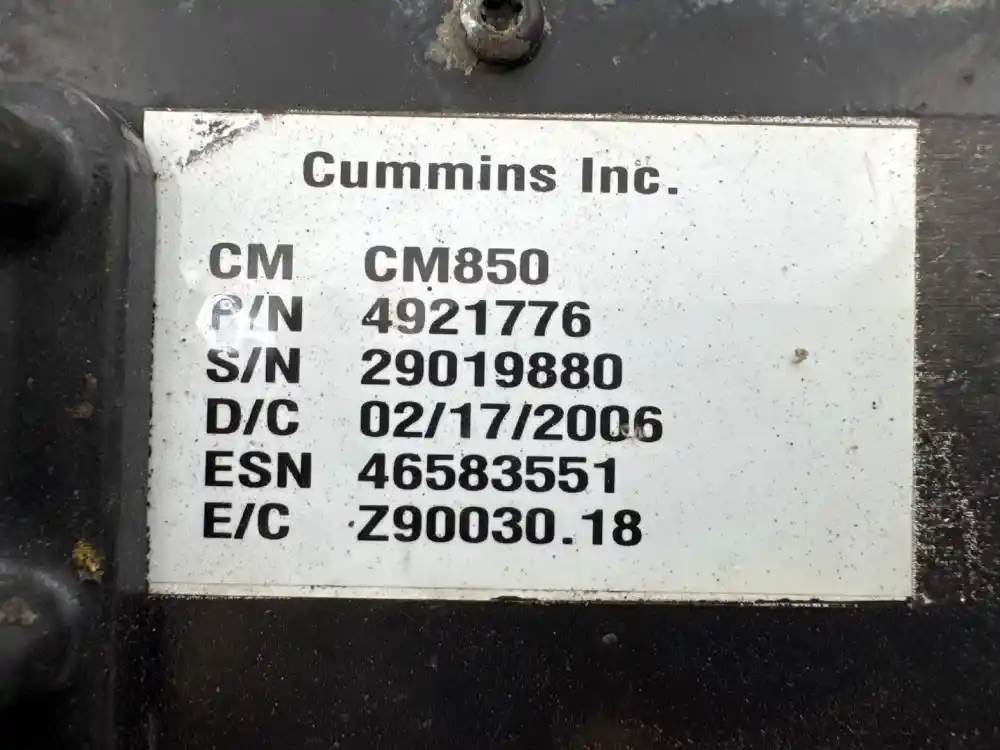 Cummins Inc.
CM CM850
P/N 4921776
S/N 29019880
D/C 02/17/2006
ESN 46583551
E/C Z90030.18